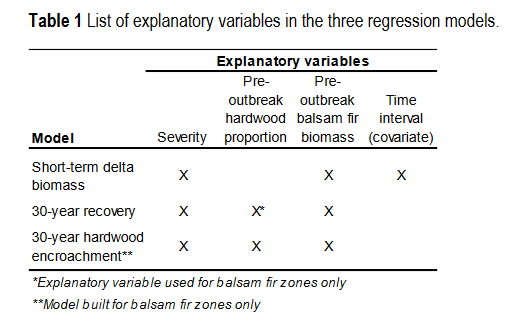 Table 1 List of explanatory variables in the three regression models.
Explanatory variables
Model Severity Pre-outbreak hardwood proportion Pre-outbreak balsam fir biomass Time interval (covariate)
Short-term delta biomass X X X
30-year recovery X X* X
30-year hardwood encroachment** X X X
*Explanatory variable used for balsam fir zones only
**Model built for balsam fir zones only